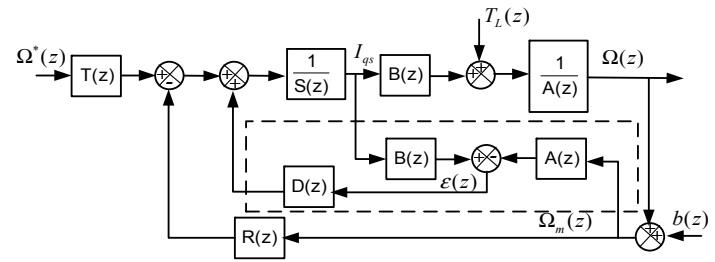 T_L(z)
Ω*(z)
T(z)
+
-
+
+
1
S(z)
I_qs
B(z)
+
+
1
A(z)
Ω(z)
B(z)
+
-
A(z)
D(z)
ε(z)
R(z)
Ω_m(z)
+
+
b(z)